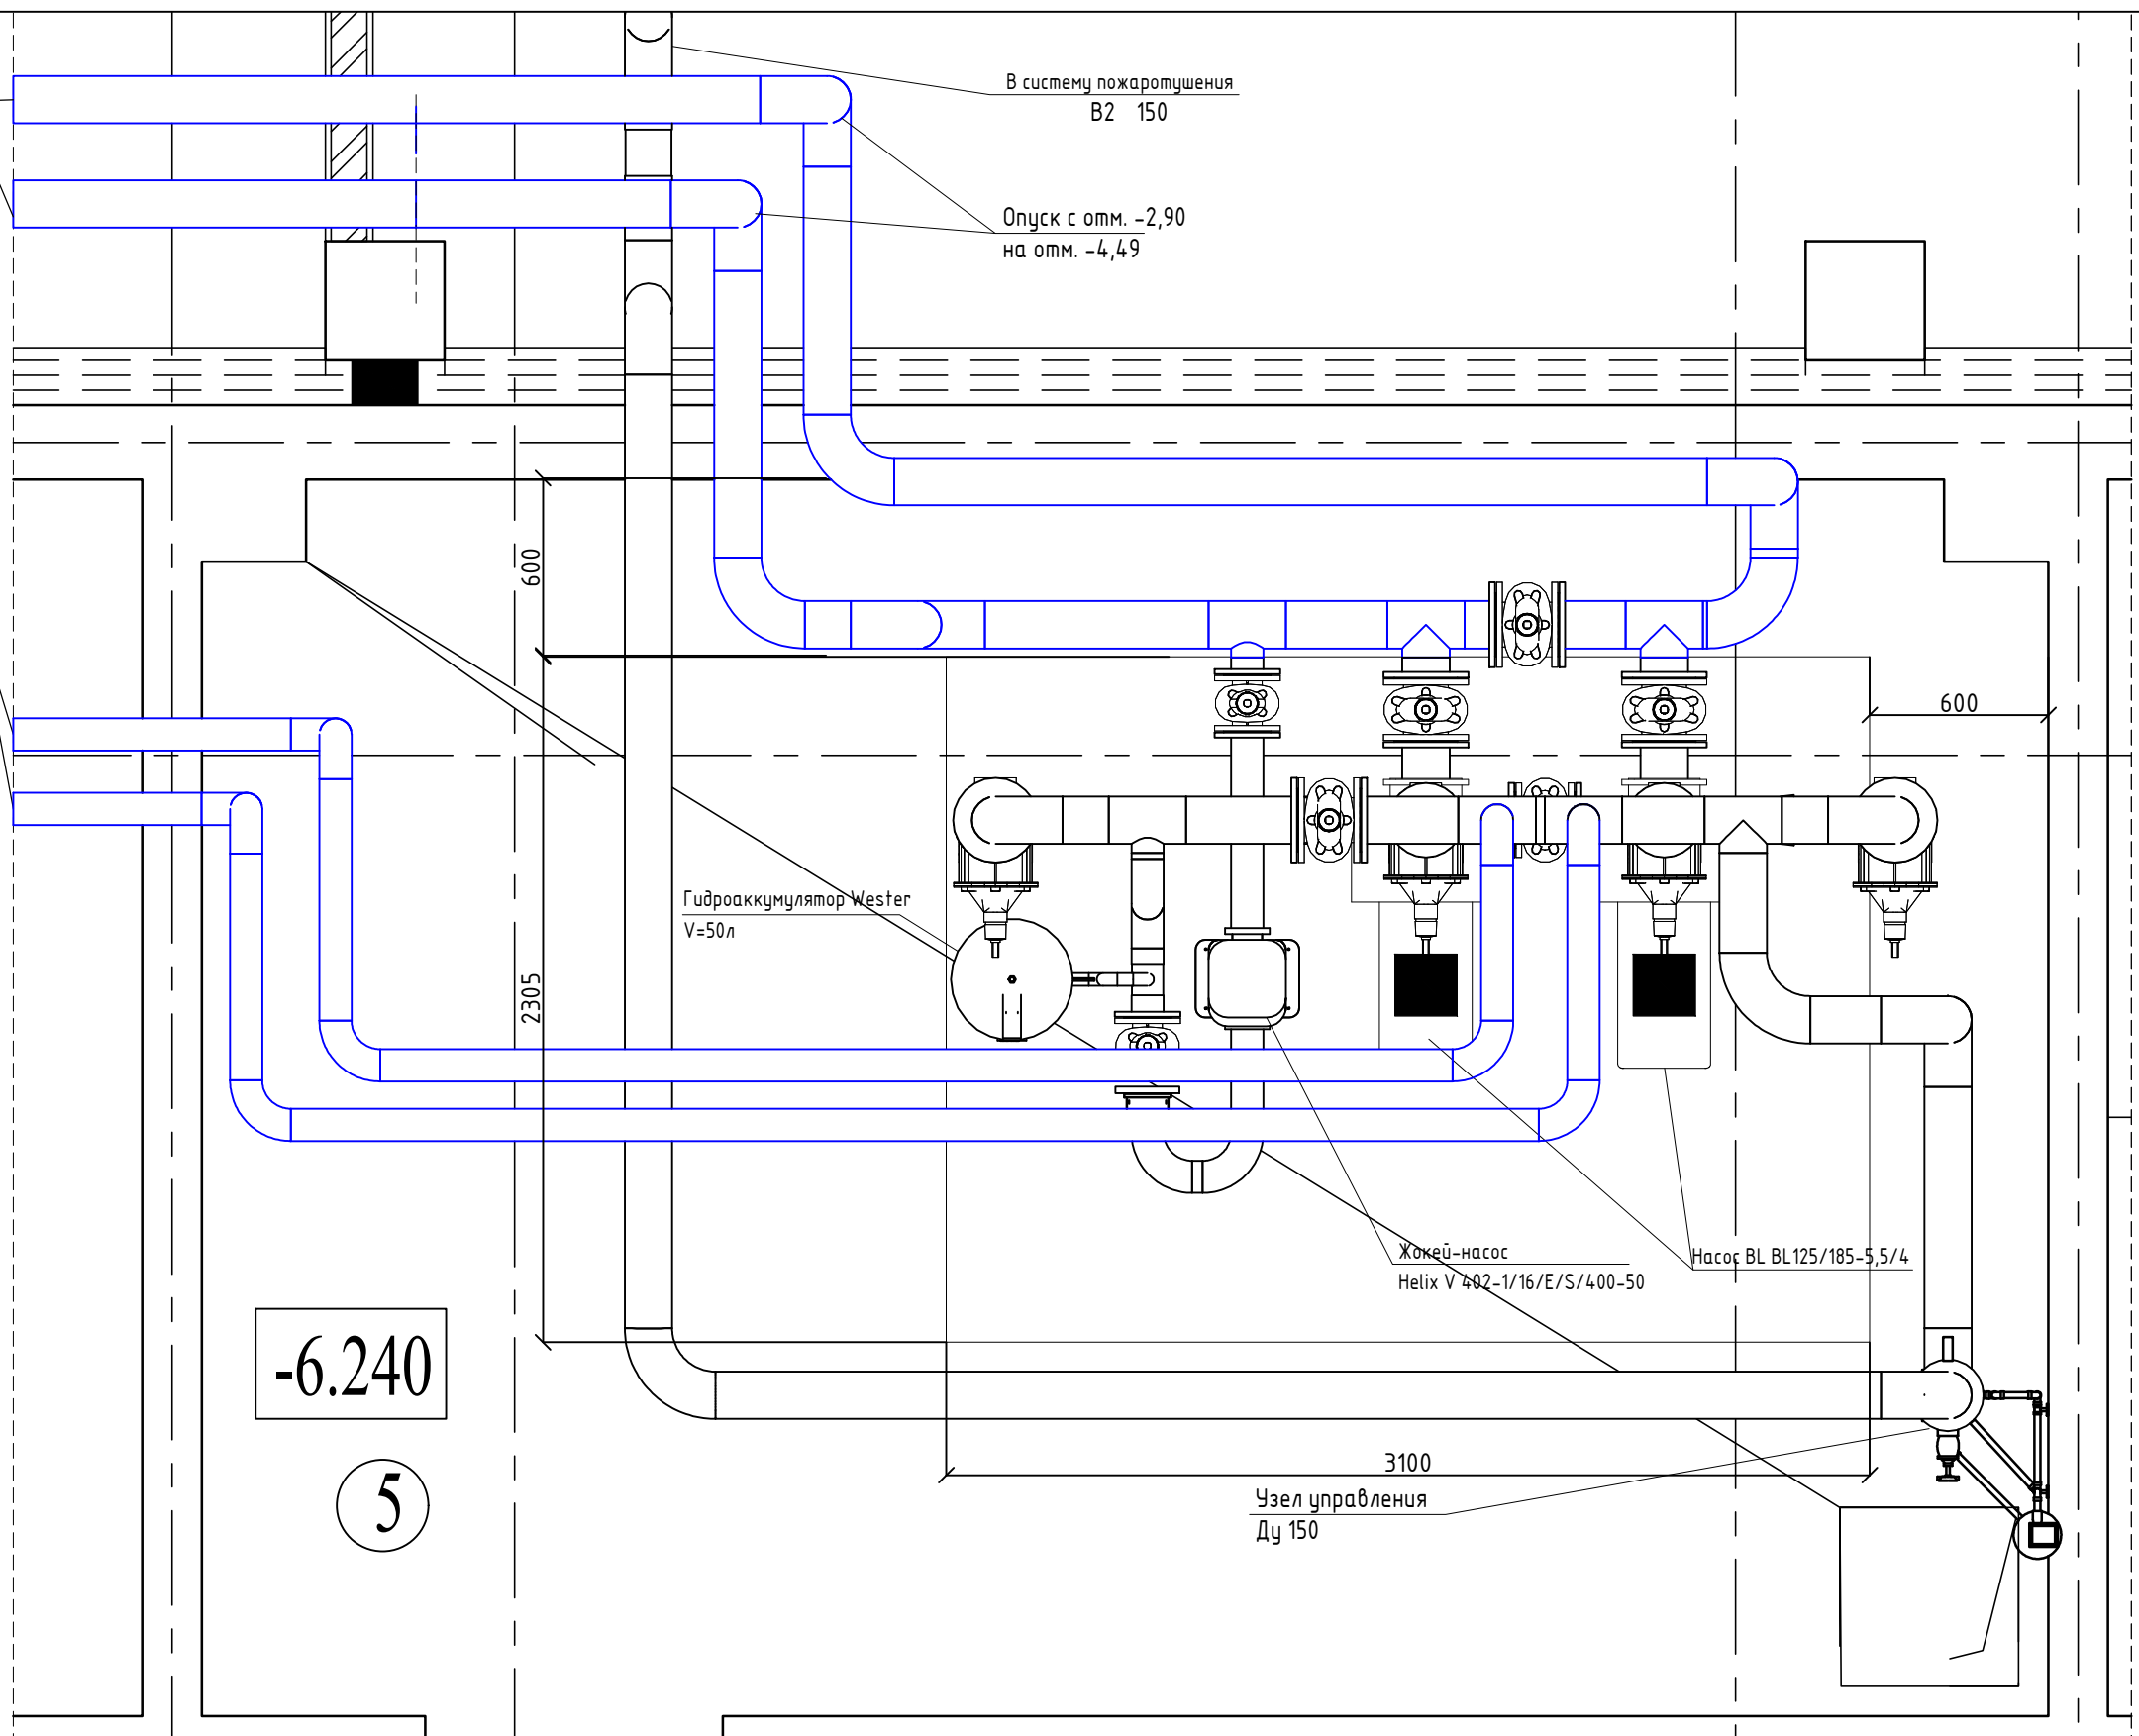 В систему пожаротушения
В2 150
Опуск с отм. -2,90
на отм. -4,49
600
600
Гидроаккумулятор Wester
V=50л
2305
Жокей-насос
Helix V 402-1/16/E/S/400-50
Насос BL BL125/185-5,5/4
-6.240
3100
Узел управления
Ду 150
5